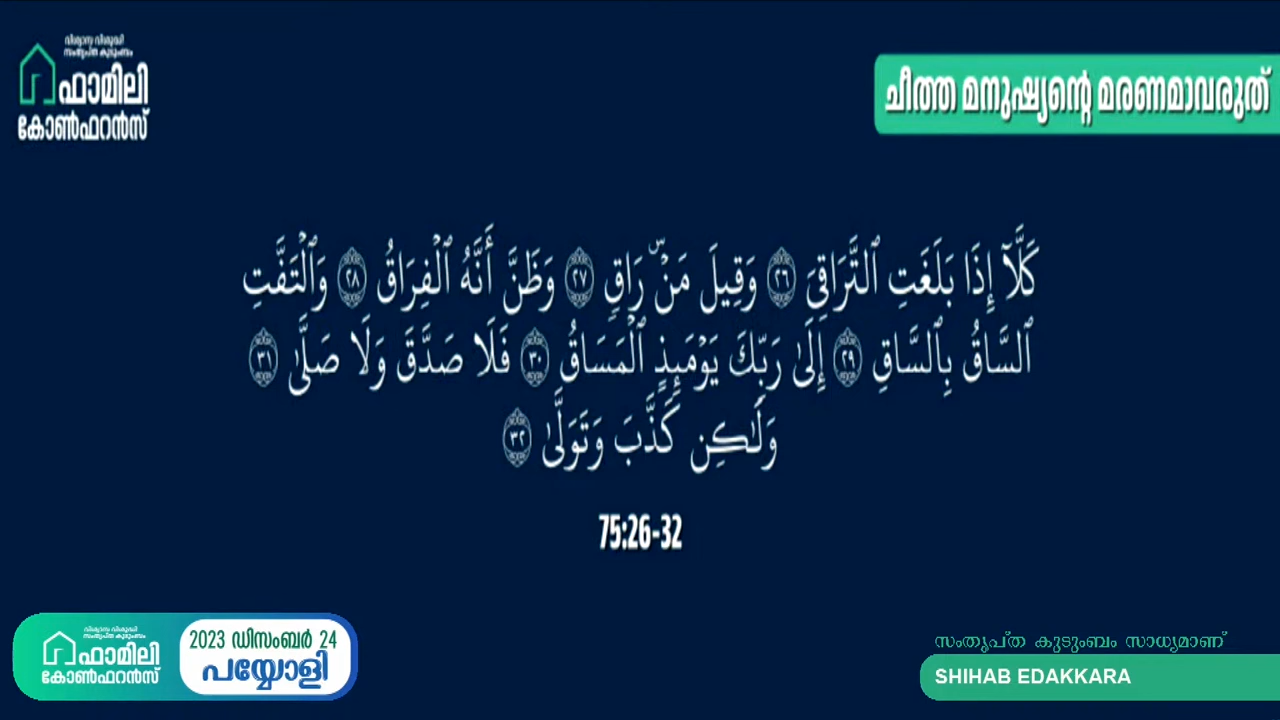 വിശ്വാസ വിശുദ്ധി
സംതൃപ്ത കുടുംബം
ഫാമിലി
കോൺഫറൻസ്
ചീത്ത മനുഷ്യന്റെ മരണമാവരുത്
كَلَّآ إِذَا بَلَغَتِ ٱلتَّرَاقِىَ ٢٦ وَقِيلَ مَنْ ۜ رَاقٍ ٢٧ وَظَنَّ أَنَّهُ ٱلْفِرَاقُ ٢٨ وَٱلْتَفَّتِ
ٱلسَّاقُ بِٱلسَّاقِ ٢٩ إِلَىٰ رَبِّكَ يَوْمَئِذٍ ٱلْمَسَاقُ ٣٠ فَلَا صَدَّقَ وَلَا صَلَّىٰ ٣١
وَلَـٰكِن كَذَّبَ وَتَوَلَّىٰ ٣٢
75:26-32
വിശ്വാസ വിശുദ്ധി
സംതൃപ്ത കുടുംബം
ഫാമിലി
കോൺഫറൻസ്
2023 ഡിസംബർ 24
പയ്യോളി
സംതൃപ്ത കുടുംബം സാധ്യമാണ്
SHIHAB EDAKKARA